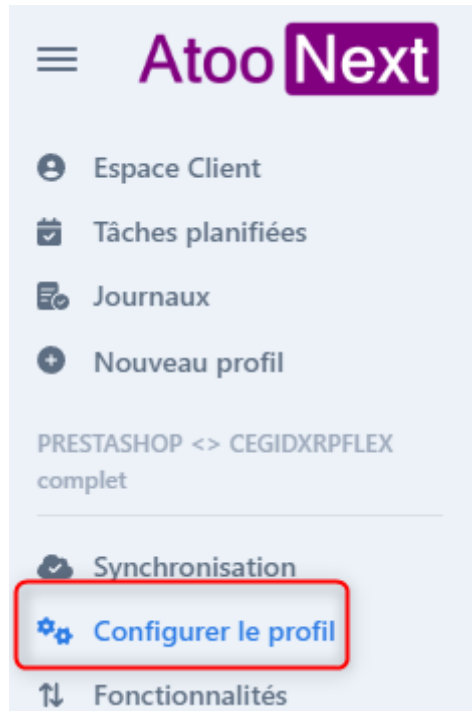 Atoo Next
Espace Client
Tâches planifiées
Journaux
Nouveau profil
PRESTASHOP <> CEGIDXRPFLEX
complet
Synchronisation
Configurer le profil
Fonctionnalités